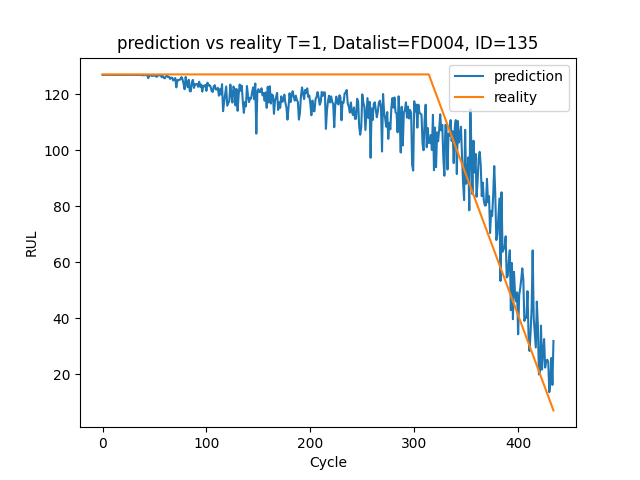 prediction vs reality T=1, Datalist=FD004, ID=135
prediction
reality
120
100
80
60
40
20
RUL
0
100
200
300
400
Cycle